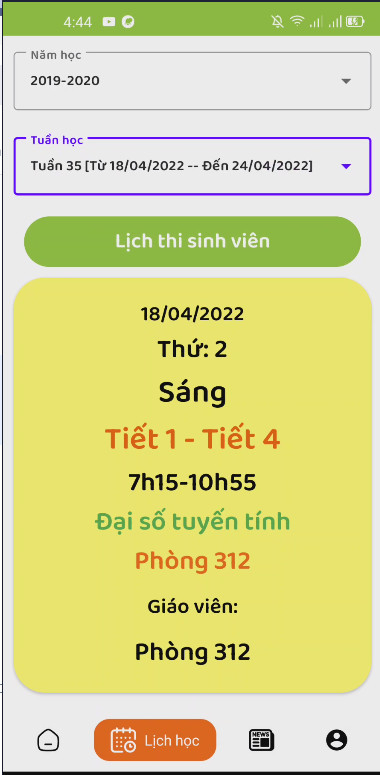 4:44
Năm học
2019-2020
Tuần học
Tuần 35 [Từ 18/04/2022 -- Đến 24/04/2022]
Lịch thi sinh viên
18/04/2022
Thứ: 2
Sáng
Tiết 1 - Tiết 4
7h15-10h55
Đại số tuyến tính
Phòng 312
Giáo viên:
Phòng 312
Lịch học
NEWS